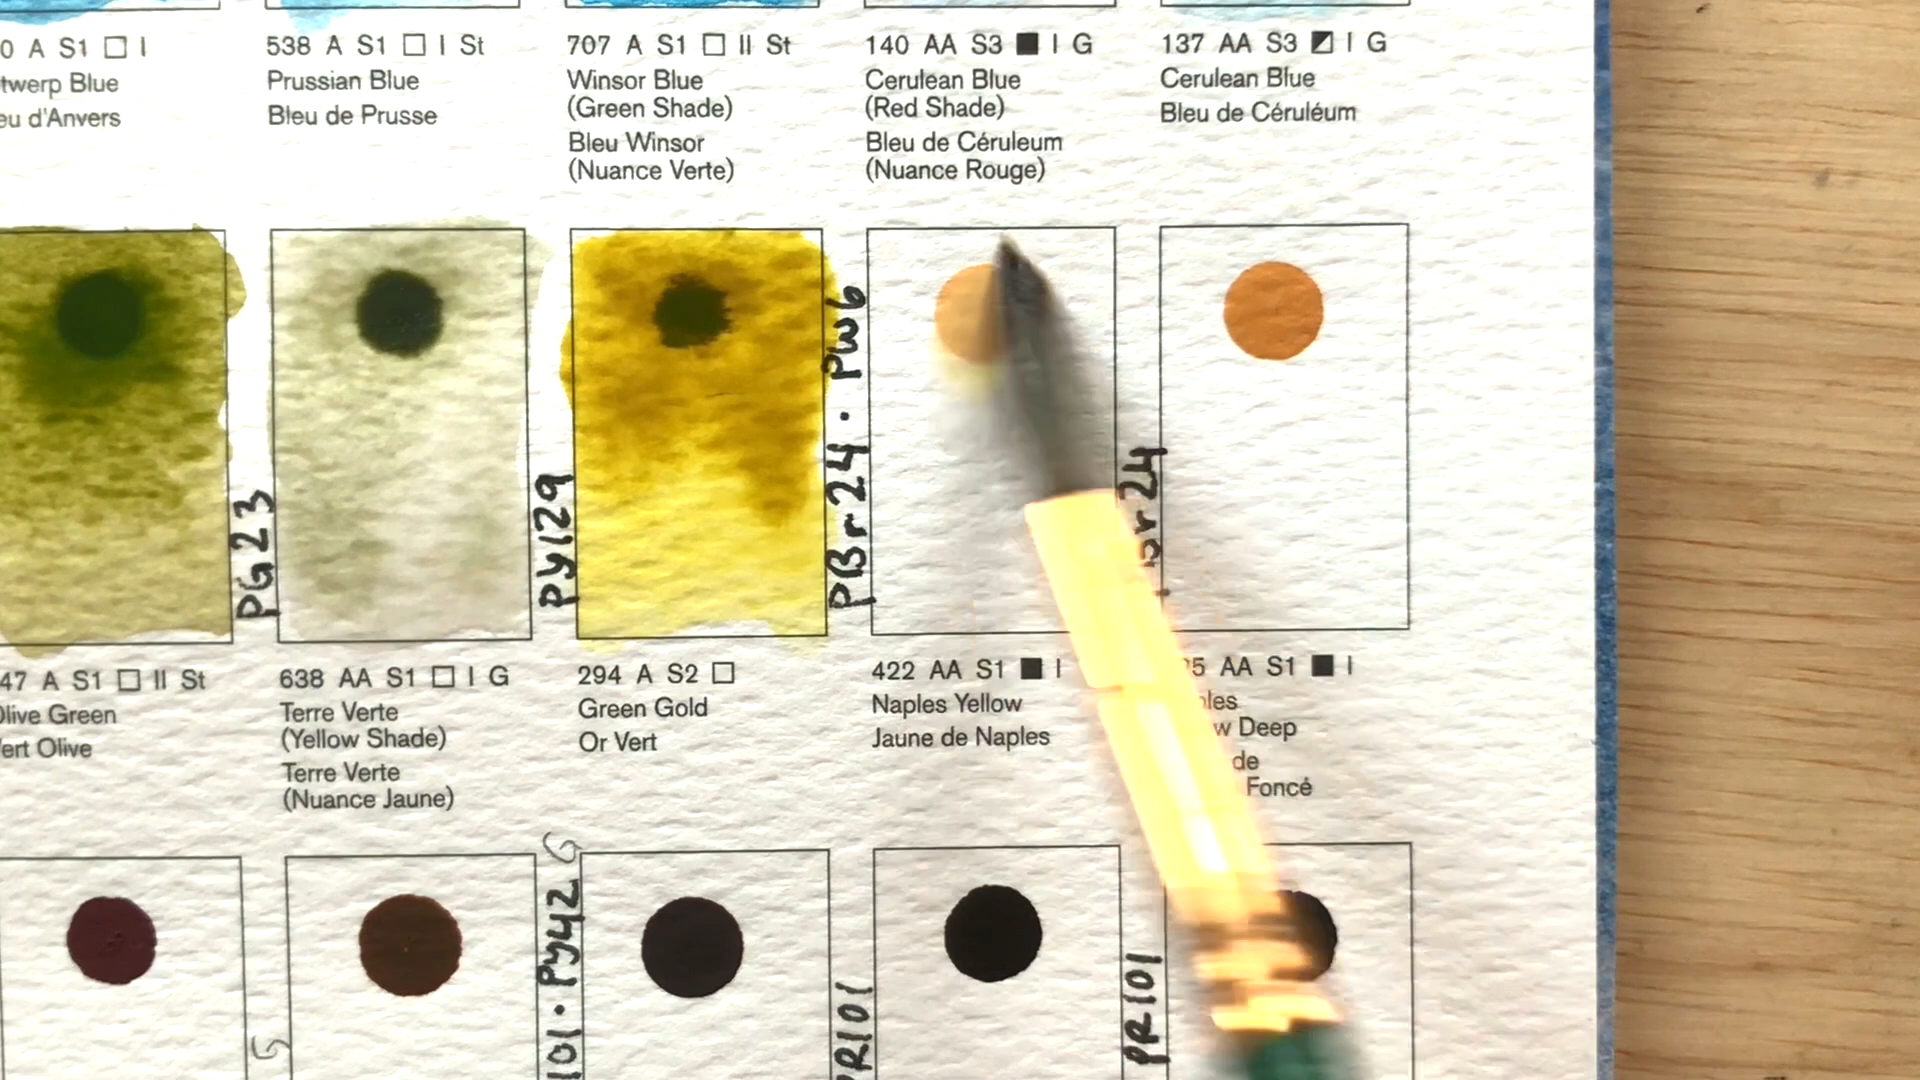 0 A S1 □ I
twerp Blue
eu d'Anvers
538 A S1 □ I St
Prussian Blue
Bleu de Prusse
707 A S1 □ II St
Winsor Blue
(Green Shade)
Bleu Winsor
(Nuance Verte)
140 AA S3 ■ I G
Cerulean Blue
(Red Shade)
Bleu de Céruleum
(Nuance Rouge)
137 AA S3 ◪ I G
Cerulean Blue
Bleu de Céruléum
PG23
PY129
PBr24 · PW6
Br24
47 A S1 □ II St
Olive Green
Vert Olive
638 AA S1 □ I G
Terre Verte
(Yellow Shade)
Terre Verte
(Nuance Jaune)
294 A S2 □
Green Gold
Or Vert
422 AA S1 ■ I
Naples Yellow
Jaune de Naples
5 AA S1 ■ I
les
w Deep
de
Foncé
G
101 · PY42 G
PR101
PR101